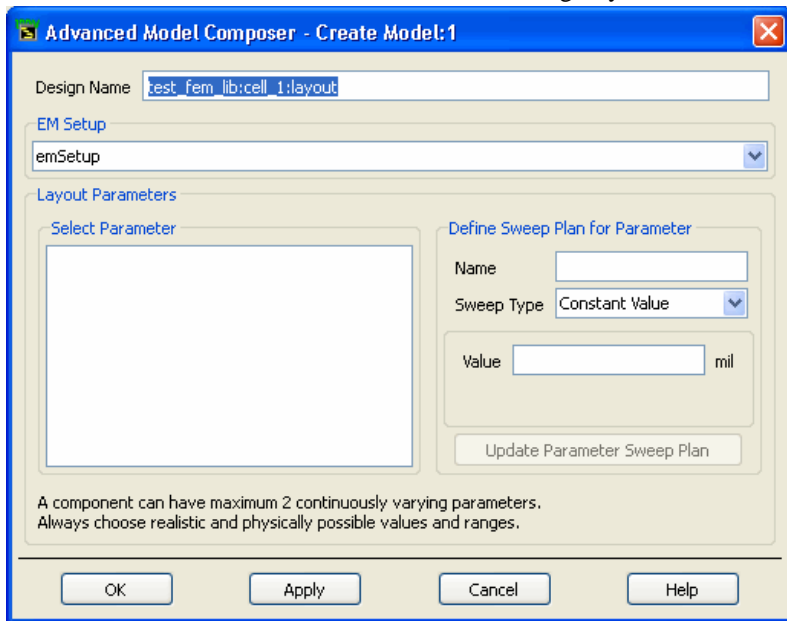 Advanced Model Composer - Create Model:1
Design Name test_fem_lib:cell_1:layout
EM Setup
emSetup
Layout Parameters
Select Parameter
Define Sweep Plan for Parameter
Name
Sweep Type Constant Value
Value mil
Update Parameter Sweep Plan
A component can have maximum 2 continuously varying parameters.
Always choose realistic and physically possible values and ranges.
OK Apply Cancel Help